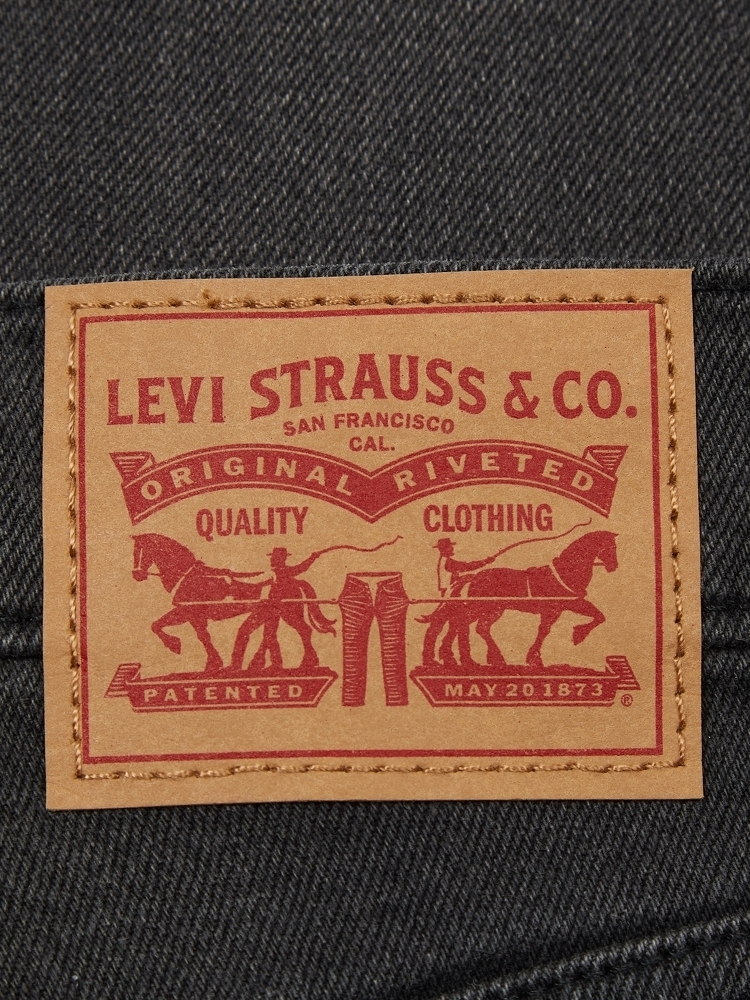 LEVI STRAUSS & CO.
SAN FRANCISCO
CAL.
ORIGINAL RIVETED
QUALITY CLOTHING
PATENTED MAY 20 1873 ®